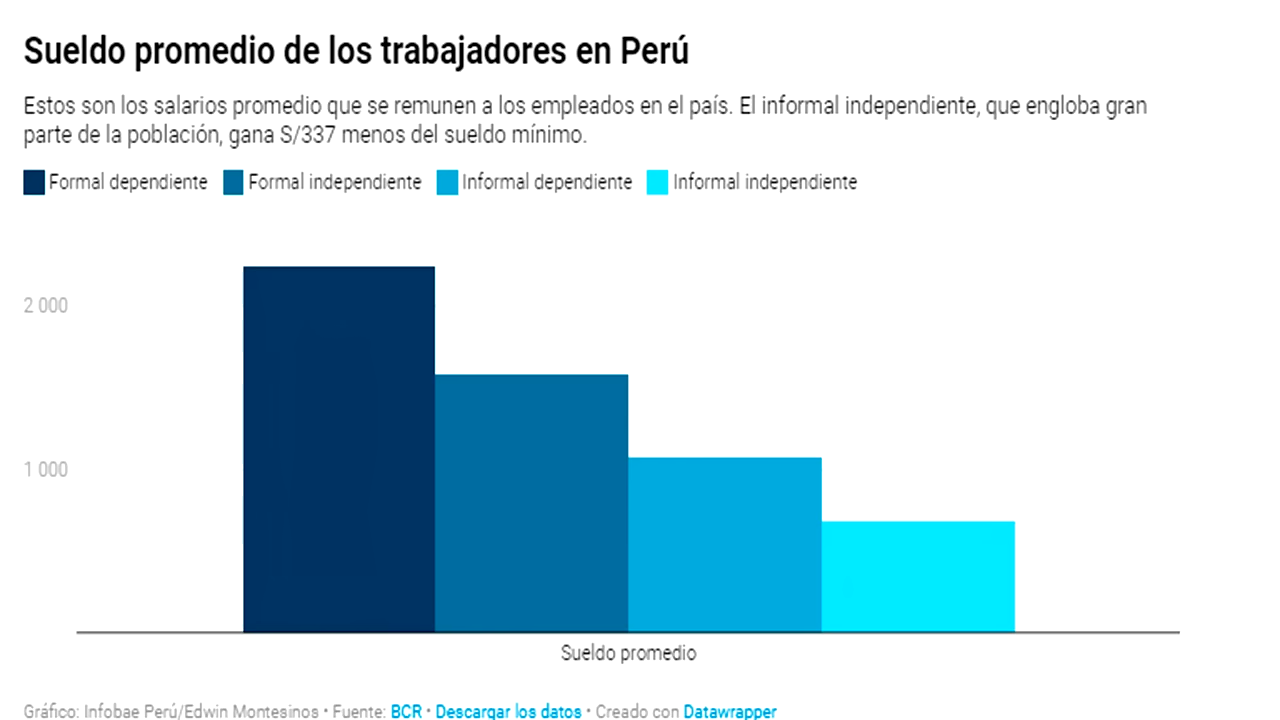 Sueldo promedio de los trabajadores en Perú
Estos son los salarios promedio que se remunen a los empleados en el país. El informal independiente, que engloba gran
parte de la población, gana S/337 menos del sueldo mínimo.
Formal dependiente Formal independiente Informal dependiente Informal independiente
2 000
1 000
Sueldo promedio
Gráfico: Infobae Perú/Edwin Montesinos • Fuente: BCR • Descargar los datos • Creado con Datawrapper